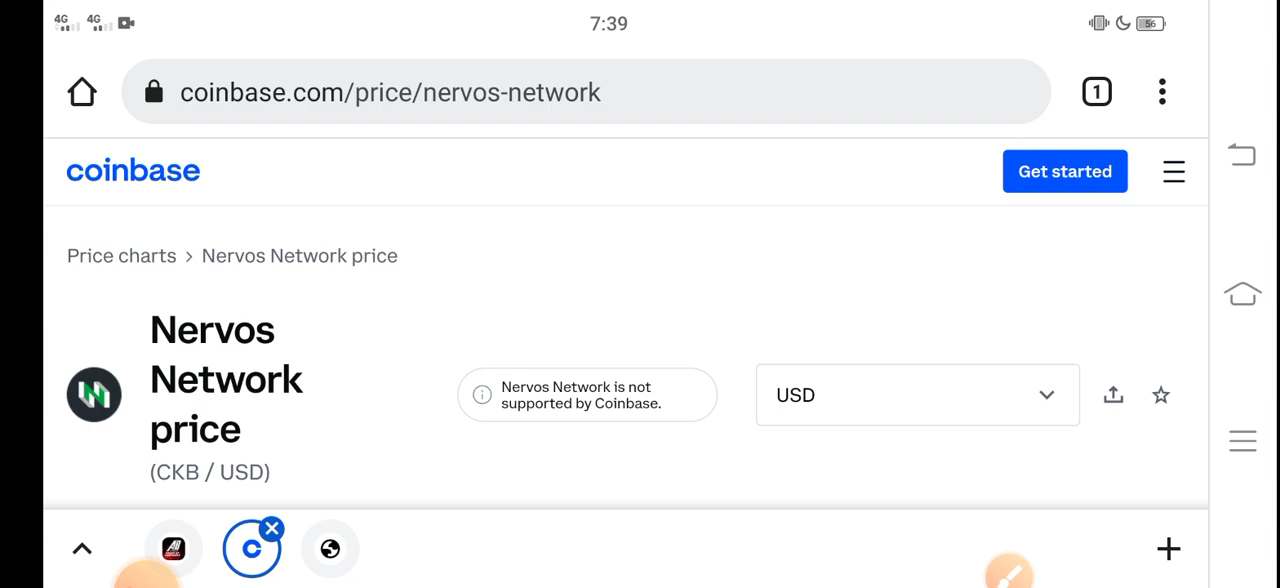 4G 4G 7:39 56
coinbase.com/price/nervos-network 1
coinbase Get started
Price charts > Nervos Network price
Nervos
Network
price
(CKB / USD)
Nervos Network is not
supported by Coinbase.
USD